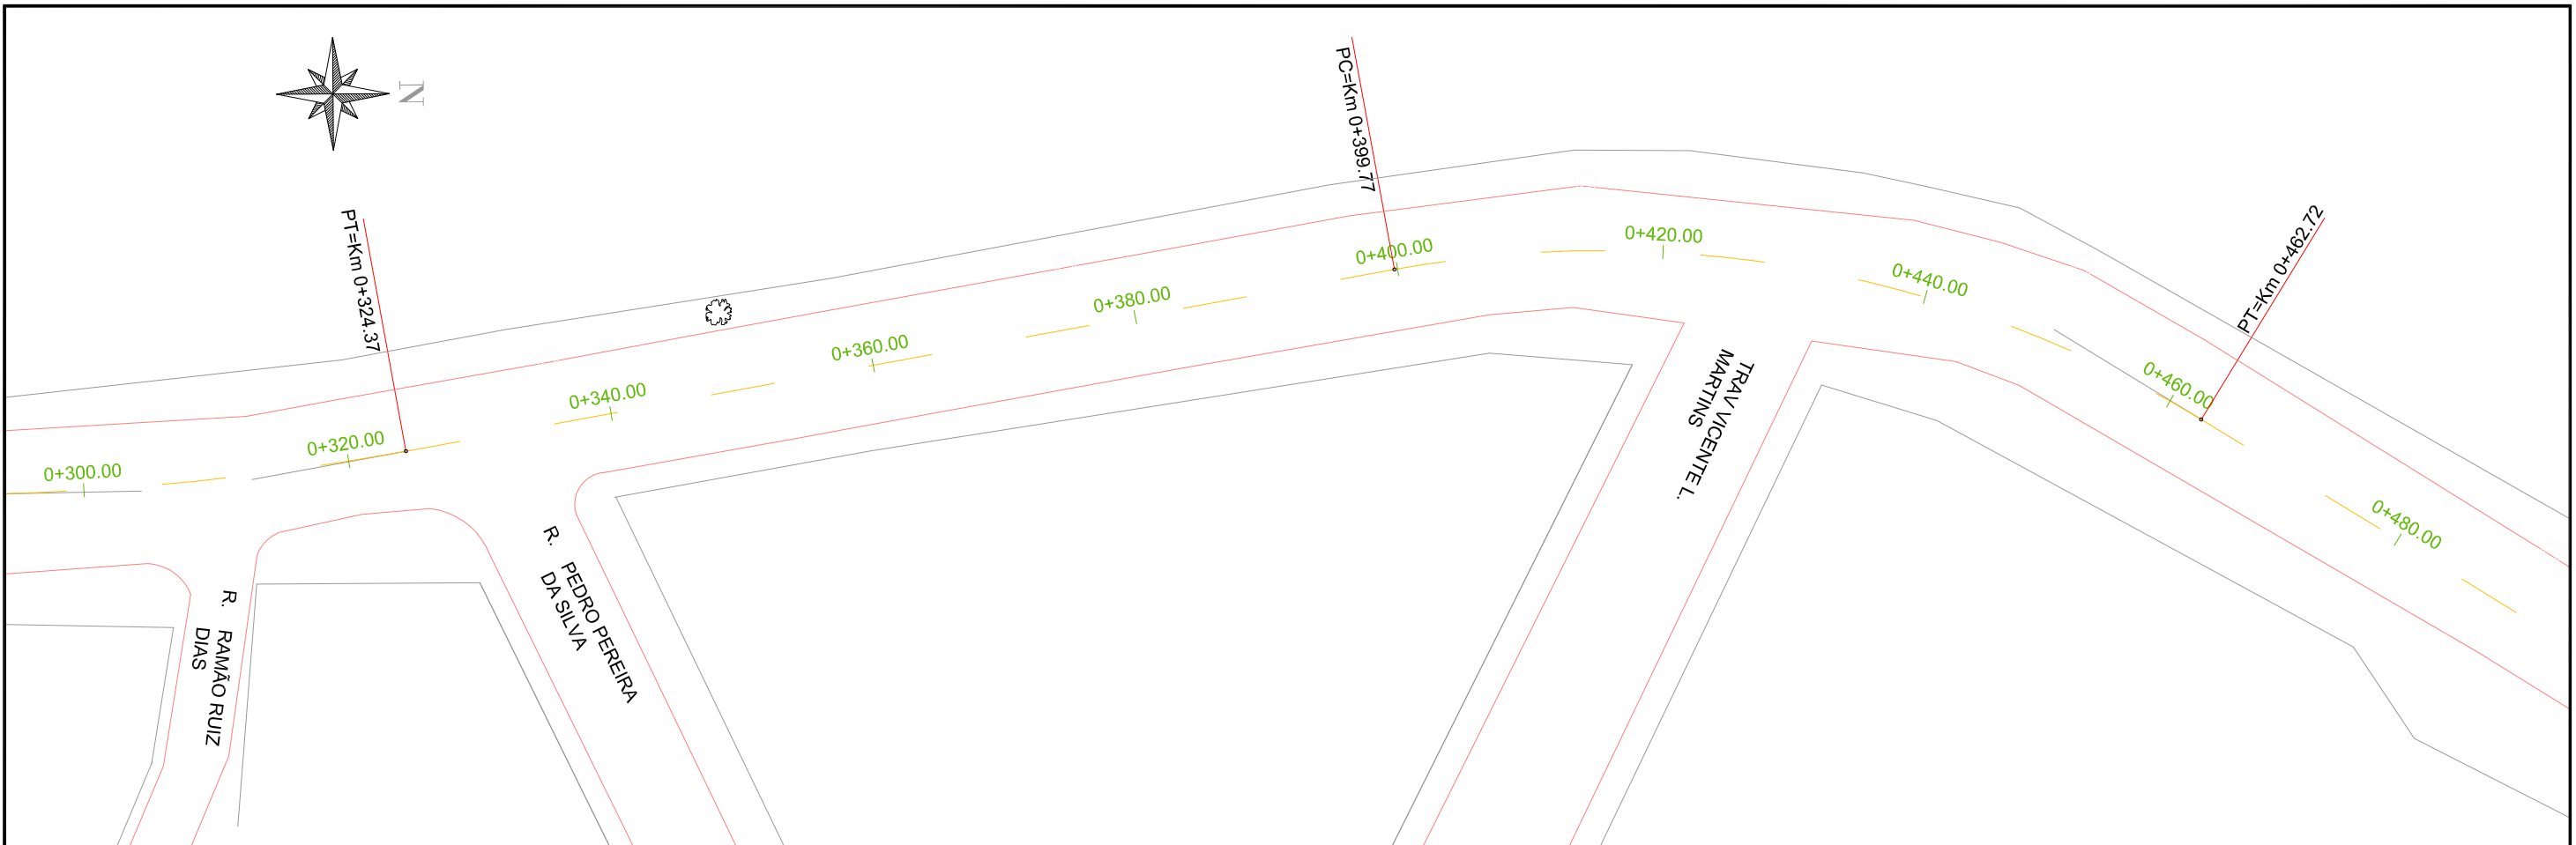 N
PC=Km 0+399.77
PT=Km 0+324.37
PT=Km 0+462.72
0+300.00
0+320.00
0+340.00
0+360.00
0+380.00
0+400.00
0+420.00
0+440.00
0+460.00
0+480.00
R. RAMÃO RUIZ
DIAS
R. PEDRO PEREIRA
DA SILVA
TRAV VICENTE L.
MARTINS